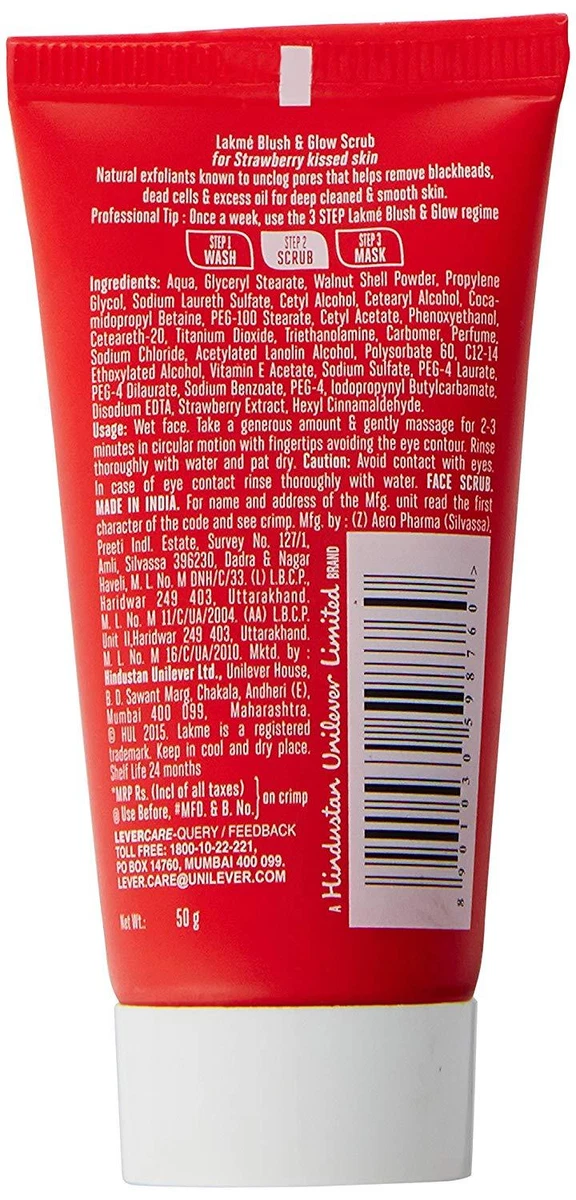 Lakmé Blush & Glow Scrub
for Strawberry kissed skin
Natural exfoliants known to unclog pores that helps remove blackheads,
dead cells & excess oil for deep cleaned & smooth skin.
Professional Tip : Once a week, use the 3 STEP Lakmé Blush & Glow regime
STEP 1 STEP 2 STEP 3
WASH SCRUB MASK
Ingredients: Aqua, Glyceryl Stearate, Walnut Shell Powder, Propylene
Glycol, Sodium Laureth Sulfate, Cetyl Alcohol, Cetearyl Alcohol, Coca-
midopropyl Betaine, PEG-100 Stearate, Cetyl Acetate, Phenoxyethanol,
Ceteareth-20, Titanium Dioxide, Triethanolamine, Carbomer, Perfume,
Sodium Chloride, Acetylated Lanolin Alcohol, Polysorbate 60, C12-14
Ethoxylated Alcohol, Vitamin E Acetate, Sodium Sulfate, PEG-4 Laurate,
PEG-4 Dilaurate, Sodium Benzoate, PEG-4, Iodopropynyl Butylcarbamate,
Disodium EDTA, Strawberry Extract, Hexyl Cinnamaldehyde.
Usage: Wet face. Take a generous amount & gently massage for 2-3
minutes in circular motion with fingertips avoiding the eye contour. Rinse
thoroughly with water and pat dry. Caution: Avoid contact with eyes.
In case of eye contact rinse thoroughly with water. FACE SCRUB.
MADE IN INDIA. For name and address of the Mfg. unit read the first
character of the code and see crimp. Mfg. by : (Z) Aero Pharma (Silvassa),
Preeti Indl. Estate, Survey No. 127/1,
Amli, Silvassa 396230, Dadra & Nagar
Haveli, M. L. No. M DNH/C/33. (L) L.B.C.P.,
Haridwar 249 403, Uttarakhand.
M. L. No. M 11/C/UA/2004. (AA) L.B.C.P.
Unit II,Haridwar 249 403, Uttarakhand.
M. L. No. M 16/C/UA/2010. Mktd. by :
Hindustan Unilever Ltd., Unilever House,
B. D. Sawant Marg, Chakala, Andheri (E),
Mumbai 400 099, Maharashtra.
© HUL 2015. Lakme is a registered
trademark. Keep in cool and dry place.
Shelf Life 24 months
*MRP Rs. (Incl of all taxes)
@ Use Before, #MFD. & B. No. } on crimp
LEVERCARE-QUERY / FEEDBACK
TOLL FREE: 1800-10-22-221,
PO BOX 14760, MUMBAI 400 099.
LEVER.CARE@UNILEVER.COM
Net Wt.: 50 g
A Hindustan Unilever Limited BRAND
8 901030 598760 >